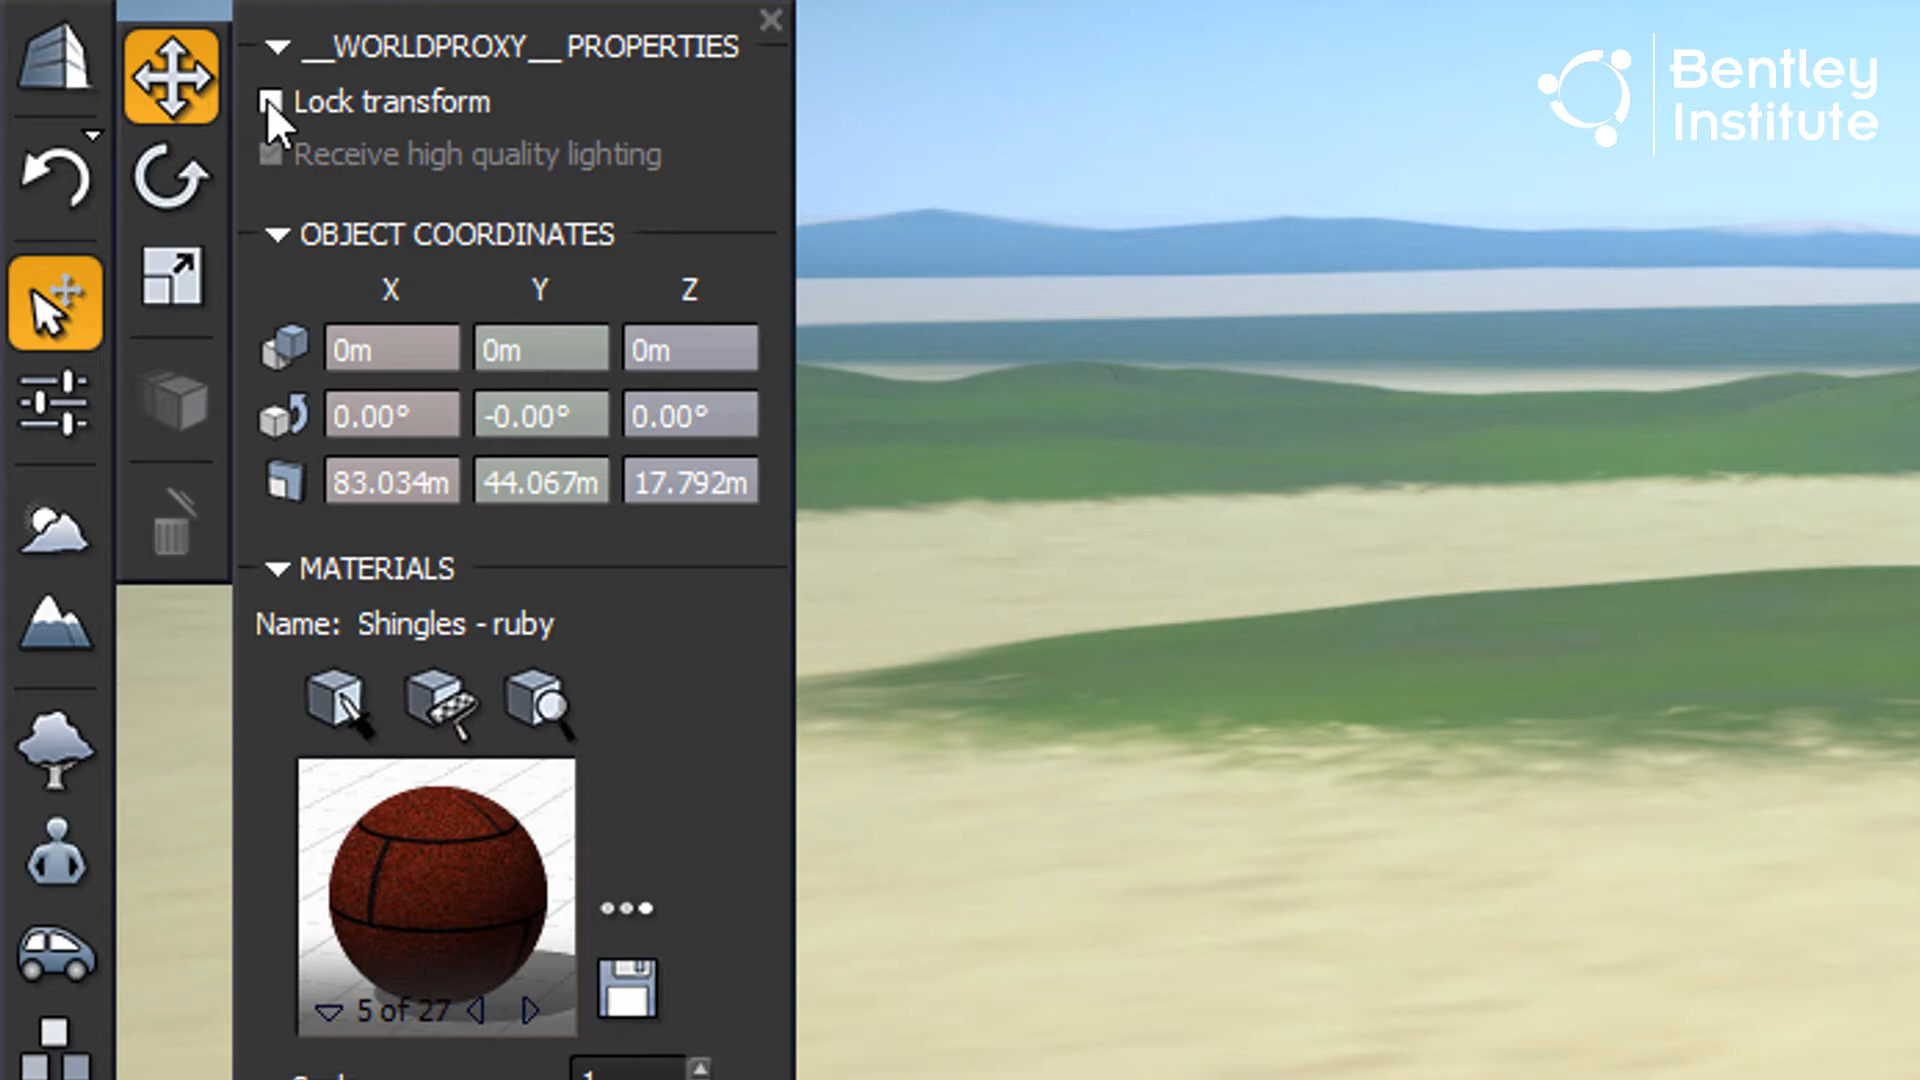 __WORLDPROXY__PROPERTIES
Lock transform
Receive high quality lighting
OBJECT COORDINATES
X Y Z
0m 0m 0m
0.00° -0.00° 0.00°
83.034m 44.067m 17.792m
MATERIALS
Name: Shingles - ruby
5 of 27
Bentley
Institute